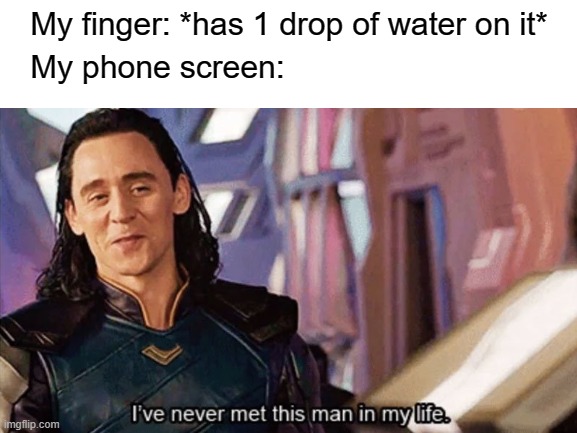 My finger: *has 1 drop of water on it*
My phone screen:
I've never met this man in my life.
imgflip.com